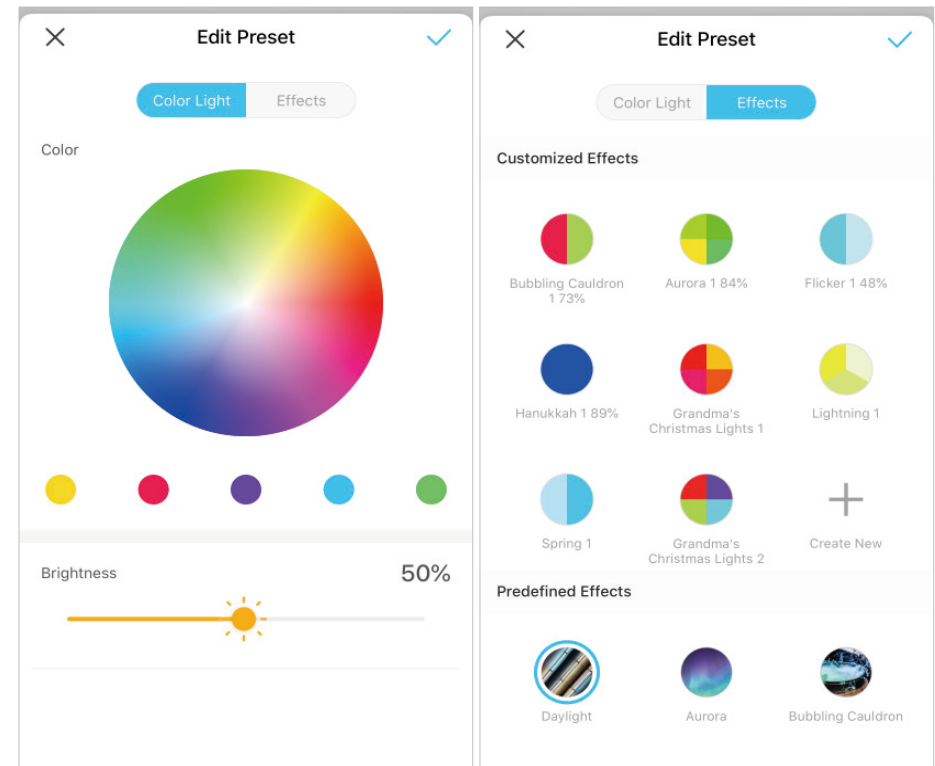 Edit Preset
Color Light
Effects
Color
Brightness
50%
Edit Preset
Color Light
Effects
Customized Effects
Bubbling Cauldron
1 73%
Aurora 1 84%
Flicker 1 48%
Hanukkah 1 89%
Grandma's
Christmas Lights 1
Lightning 1
Spring 1
Grandma's
Christmas Lights 2
Create New
Predefined Effects
Daylight
Aurora
Bubbling Cauldron